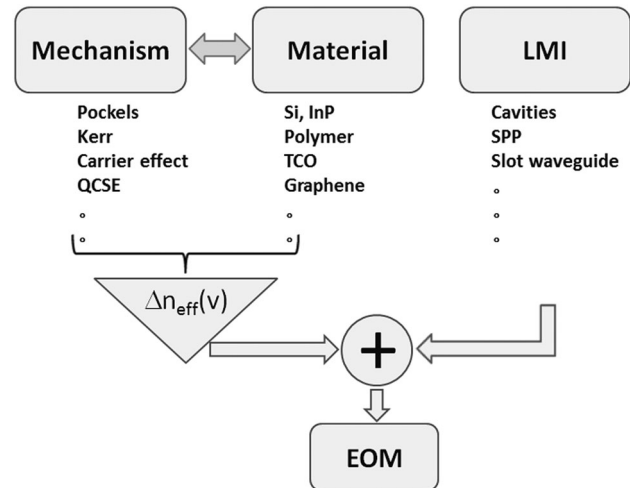 Mechanism
Material
LMI
Pockels
Kerr
Carrier effect
QCSE
Si, InP
Polymer
TCO
Graphene
Cavities
SPP
Slot waveguide
Δneff(v)
+
EOM